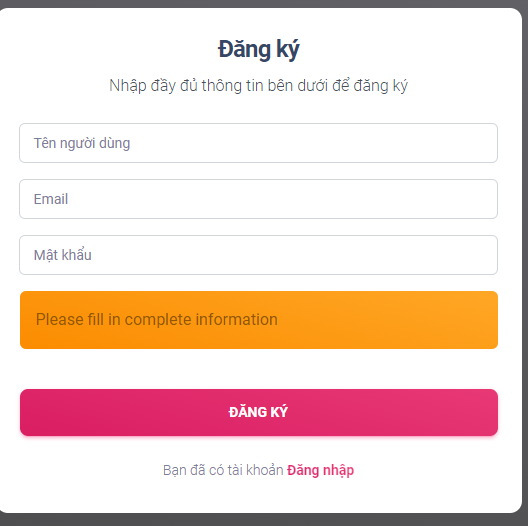 Đăng ký
Nhập đầy đủ thông tin bên dưới để đăng ký
Tên người dùng
Email
Mật khẩu
Please fill in complete information
ĐĂNG KÝ
Bạn đã có tài khoản Đăng nhập